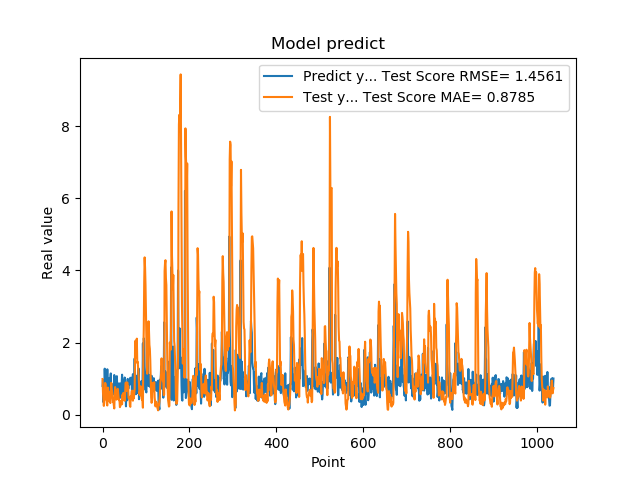 Model predict
Predict y... Test Score RMSE= 1.4561
Test y... Test Score MAE= 0.8785
8
6
4
2
0
Real value
0 200 400 600 800 1000
Point